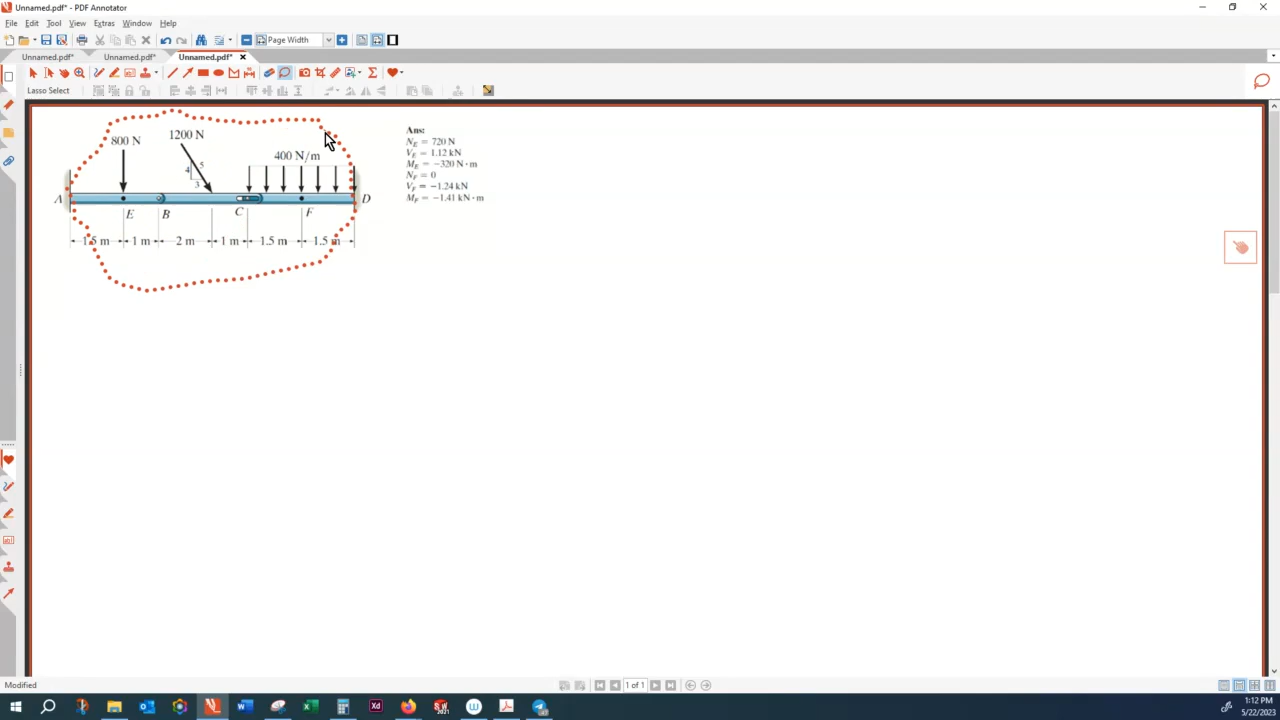 Unnamed.pdf* - PDF Annotator
File Edit Tool View Extras Window Help
Page Width
Unnamed.pdf* Unnamed.pdf* Unnamed.pdf*
Lasso Select
800 N
1200 N
5
4
3
400 N/m
A
D
E
B
C
F
1.5 m
1 m
2 m
1 m
1.5 m
1.5 m
Ans:
N_E = 720 N
V_E = 1.12 kN
M_E = −320 N·m
N_F = 0
V_F = −1.24 kN
M_F = −1.41 kN·m
Modified
1 of 1
1:12 PM
5/22/2023